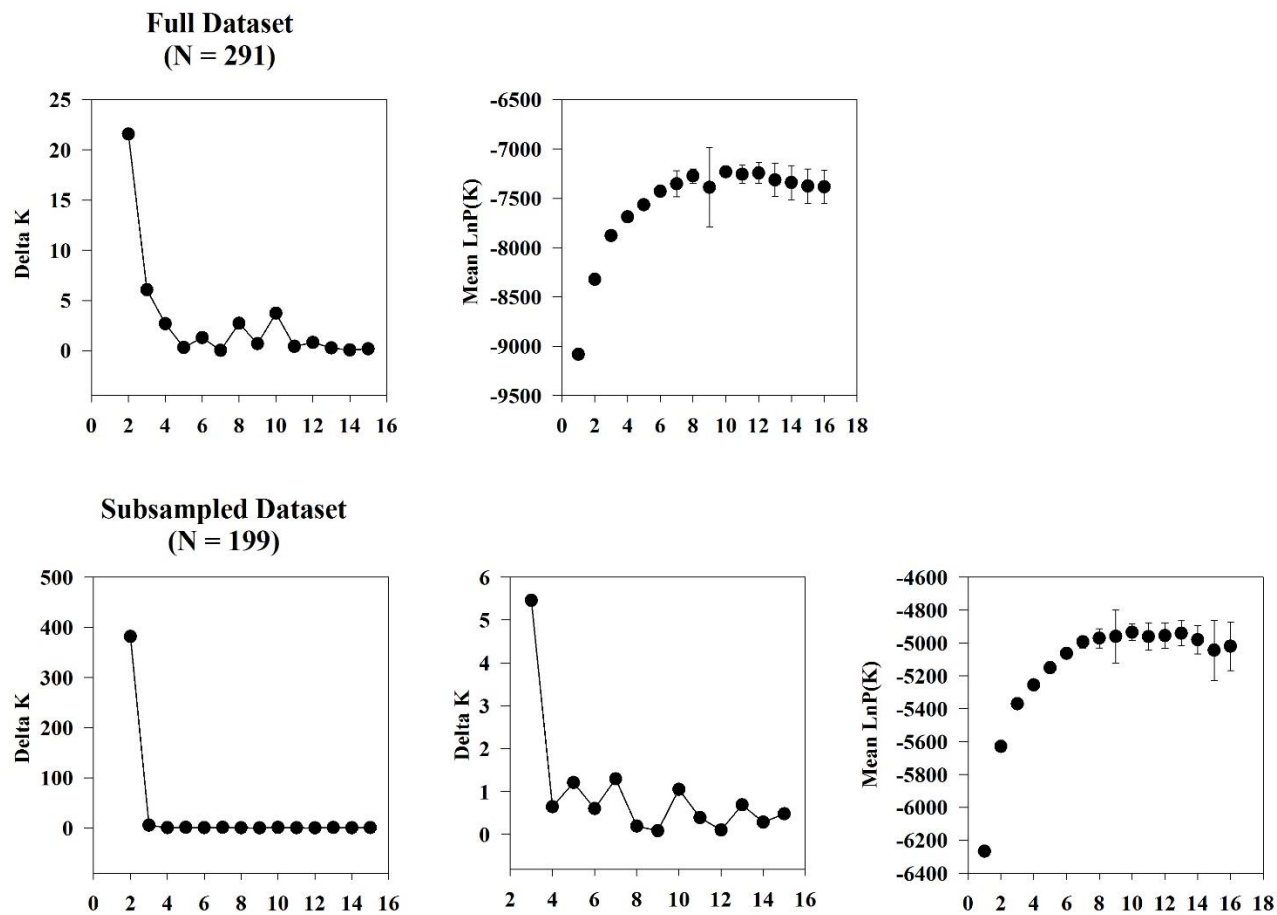 Full Dataset
(N = 291)
25
20
15
10
5
0
Delta K
0 2 4 6 8 10 12 14 16
-6500
-7000
-7500
-8000
-8500
-9000
-9500
Mean LnP(K)
0 2 4 6 8 10 12 14 16 18
Subsampled Dataset
(N = 199)
500
400
300
200
100
0
Delta K
0 2 4 6 8 10 12 14 16
6
5
4
3
2
1
0
Delta K
2 4 6 8 10 12 14 16
-4600
-4800
-5000
-5200
-5400
-5600
-5800
-6000
-6200
-6400
Mean LnP(K)
0 2 4 6 8 10 12 14 16 18